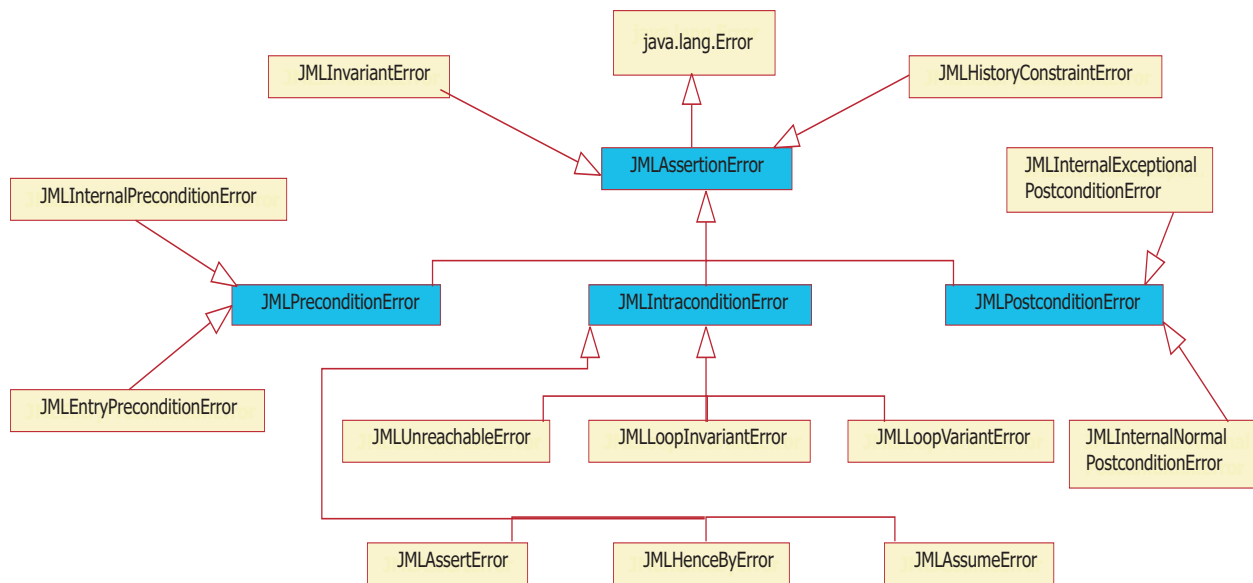 java.lang.Error
JMLInvariantError
JMLHistoryConstraintError
JMLAssertionError
JMLInternalExceptional
PostconditionError
JMLInternalPreconditionError
JMLPreconditionError
JMLIntraconditionError
JMLPostconditionError
JMLEntryPreconditionError
JMLUnreachableError
JMLLoopInvariantError
JMLLoopVariantError
JMLInternalNormal
PostconditionError
JMLAssertError
JMLHenceByError
JMLAssumeError